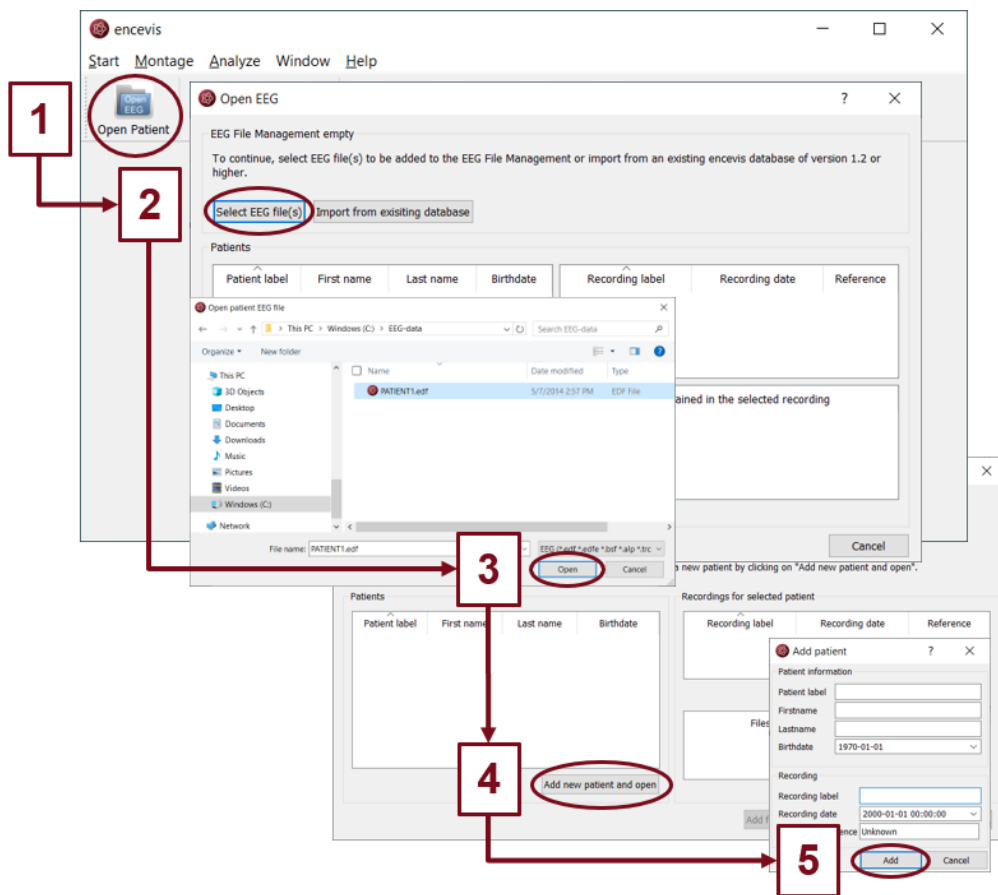 encevis
Start Montage Analyze Window Help
Open EEG
Open Patient
1
Open EEG
EEG File Management empty
To continue, select EEG file(s) to be added to the EEG File Management or import from an existing encevis database of version 1.2 or
higher.
2
Select EEG file(s) Import from exisiting database
Patients
Patient label First name Last name Birthdate Recording label Recording date Reference
Open patient EEG file
This PC > Windows (C:) > EEG-data Search EEG-data
Organize New folder
This PC
3D Objects
Desktop
Documents
Downloads
Music
Pictures
Videos
Windows (C:)
Network
Name Date modified Type
PATIENT1.edf 5/7/2014 2:57 PM EDF File
ained in the selected recording
File name: PATIENT1.edf EEG (*.edf *.edfe *.bsf *.alp *.trc
Open Cancel
Cancel
3
a new patient by clicking on "Add new patient and open".
Patients
Patient label First name Last name Birthdate
Recordings for selected patient
Recording label Recording date Reference
Files
4
Add new patient and open
Add f
Add patient
Patient information
Patient label
Firstname
Lastname
Birthdate 1970-01-01
Recording
Recording label
Recording date 2000-01-01 00:00:00
ence Unknown
5
Add Cancel